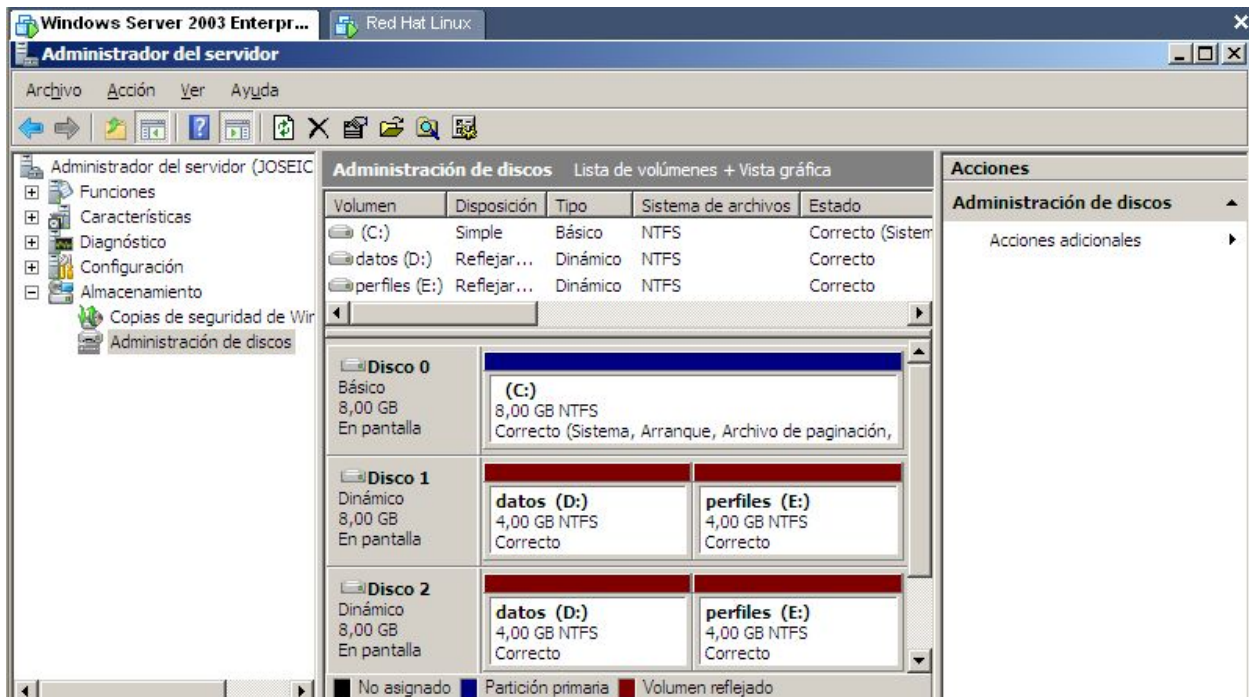 Windows Server 2003 Enterpr... Red Hat Linux
Administrador del servidor
Archivo Acción Ver Ayuda
Administrador del servidor (JOSEIC
Funciones
Características
Diagnóstico
Configuración
Almacenamiento
Copias de seguridad de Wir
Administración de discos
Administración de discos Lista de volúmenes + Vista gráfica
Volumen Disposición Tipo Sistema de archivos Estado
(C:) Simple Básico NTFS Correcto (Sistem
datos (D:) Reflejar... Dinámico NTFS Correcto
perfiles (E:) Reflejar... Dinámico NTFS Correcto
Disco 0
Básico
8,00 GB
En pantalla
(C:)
8,00 GB NTFS
Correcto (Sistema, Arranque, Archivo de paginación,
Disco 1
Dinámico
8,00 GB
En pantalla
datos (D:)
4,00 GB NTFS
Correcto
perfiles (E:)
4,00 GB NTFS
Correcto
Disco 2
Dinámico
8,00 GB
En pantalla
datos (D:)
4,00 GB NTFS
Correcto
perfiles (E:)
4,00 GB NTFS
Correcto
No asignado Partición primaria Volumen reflejado
Acciones
Administración de discos
Acciones adicionales